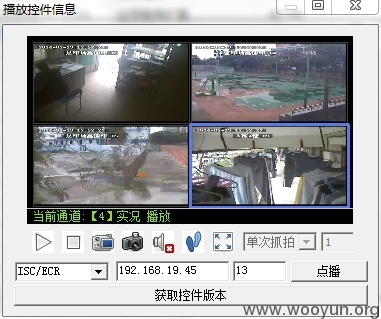 播放控件信息
当前通道:【4】实况 播放
单次抓拍
1
ISC/ECR
192.168.19.45
13
点播
获取控件版本
www.wooyun.org